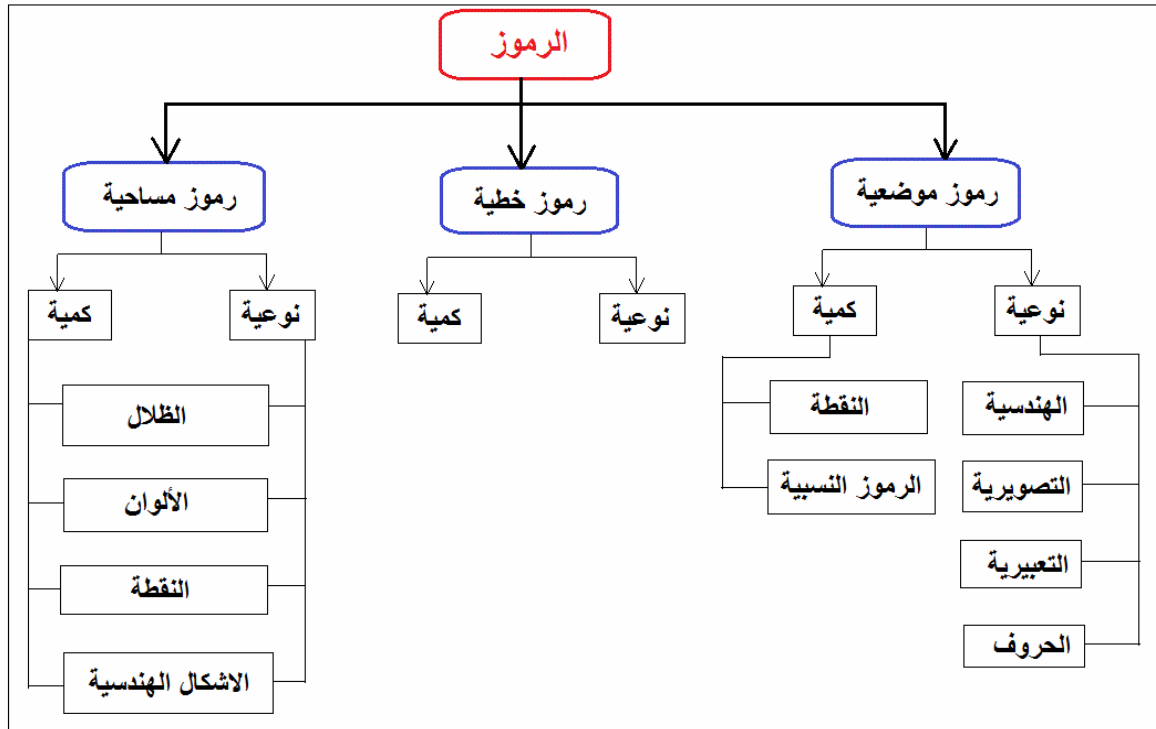 الرموز
رموز موضعية
رموز خطية
رموز مساحية
نوعية
كمية
نوعية
كمية
نوعية
كمية
الهندسية
التصويرية
التعبيرية
الحروف
النقطة
الرموز النسبية
الظلال
الألوان
النقطة
الاشكال الهندسية